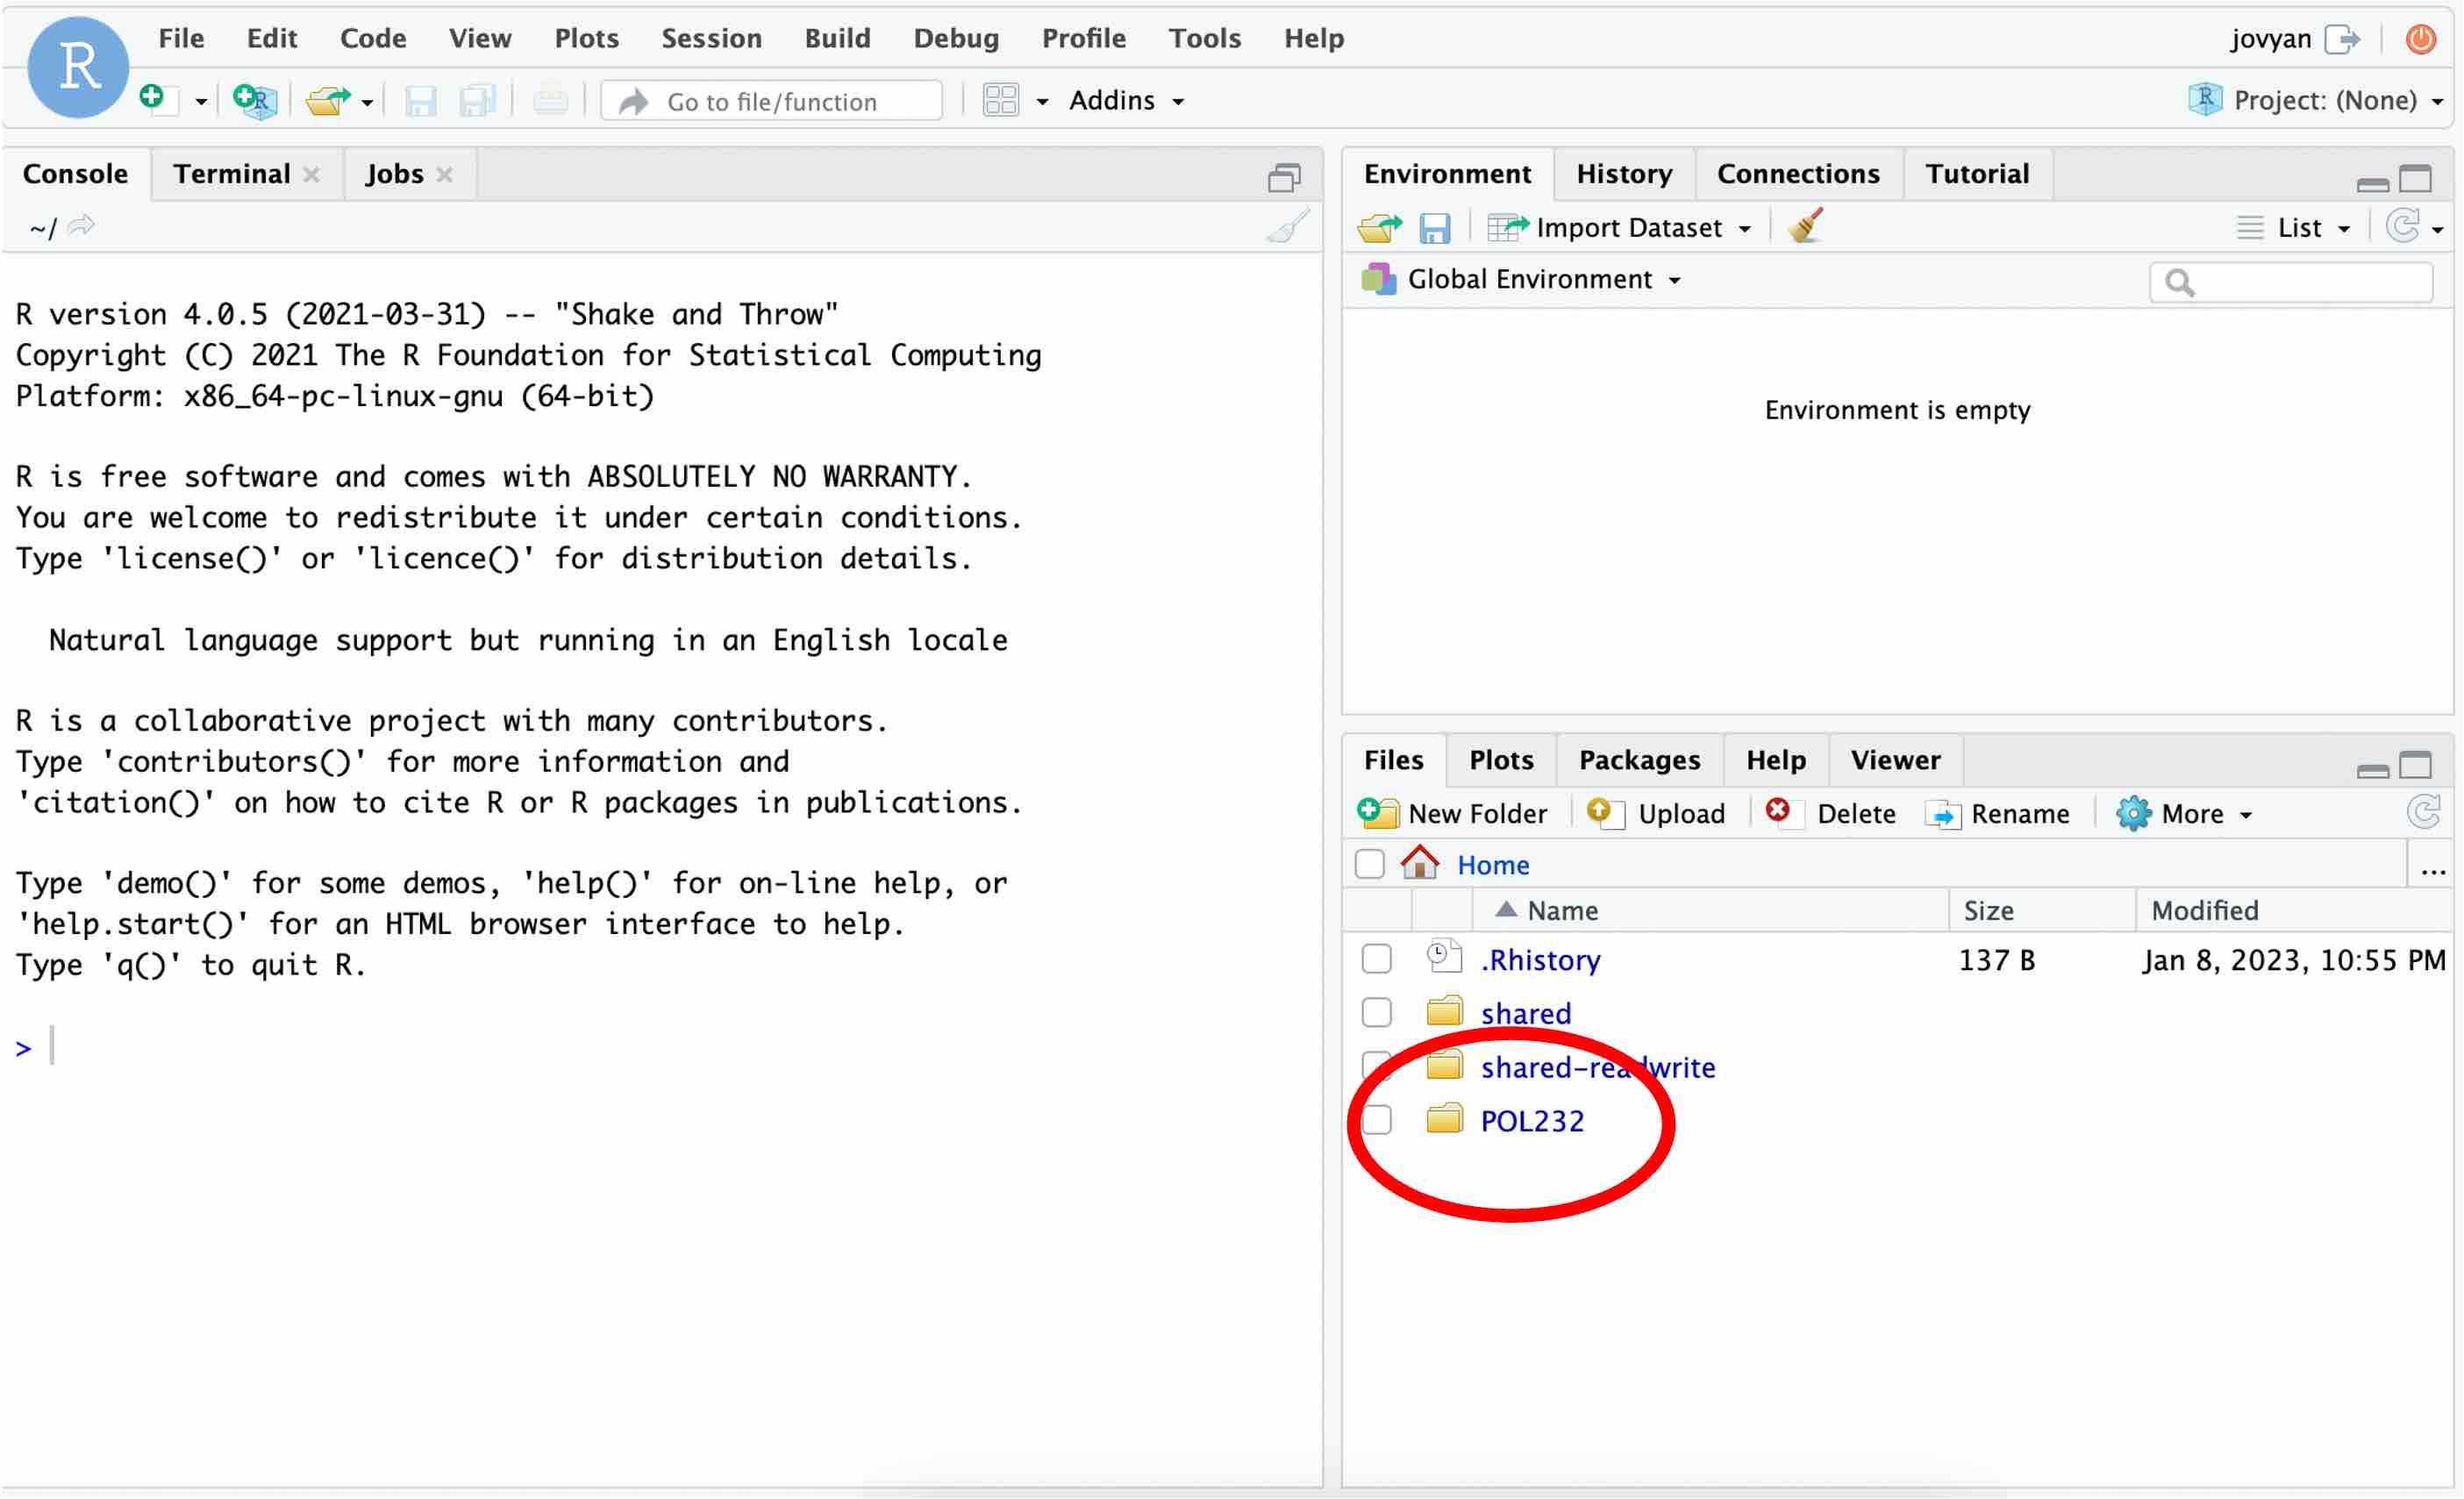 R
File Edit Code View Plots Session Build Debug Profile Tools Help
jovyan
Go to file/function
Addins
R Project: (None)
Console Terminal Jobs
~/
R version 4.0.5 (2021-03-31) -- "Shake and Throw"
Copyright (C) 2021 The R Foundation for Statistical Computing
Platform: x86_64-pc-linux-gnu (64-bit)
R is free software and comes with ABSOLUTELY NO WARRANTY.
You are welcome to redistribute it under certain conditions.
Type 'license()' or 'licence()' for distribution details.
Natural language support but running in an English locale
R is a collaborative project with many contributors.
Type 'contributors()' for more information and
'citation()' on how to cite R or R packages in publications.
Type 'demo()' for some demos, 'help()' for on-line help, or
'help.start()' for an HTML browser interface to help.
Type 'q()' to quit R.
>
Environment History Connections Tutorial
Import Dataset
List
Global Environment
Environment is empty
Files Plots Packages Help Viewer
New Folder Upload Delete Rename More
Home
...
Name Size Modified
.Rhistory 137 B Jan 8, 2023, 10:55 PM
shared
shared-readwrite
POL232